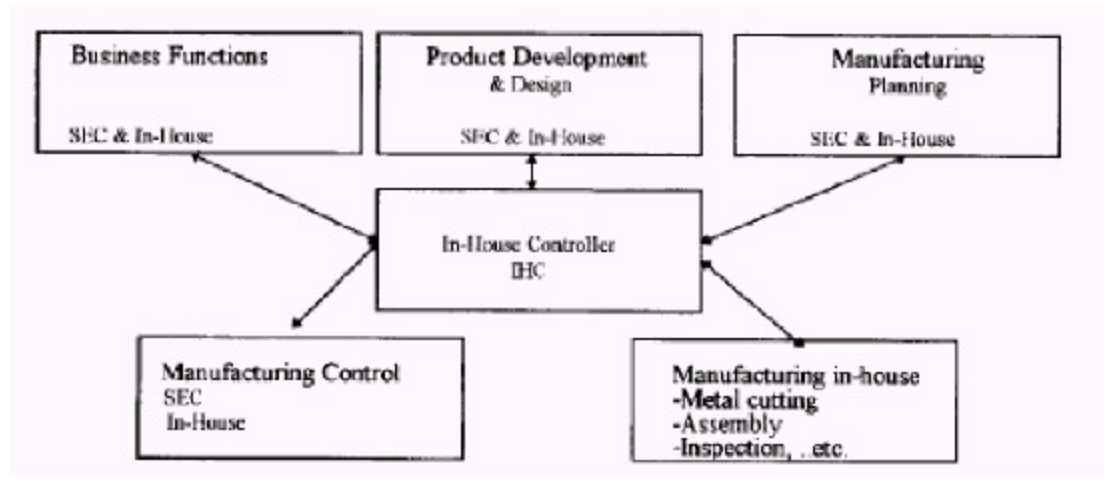 Business Functions
SEC & In-House
Product Development
& Design
SEC & In-House
Manufacturing
Planning
SEC & In-House
In-House Controller
IHC
Manufacturing Control
SEC
In-House
Manufacturing in-house
-Metal cutting
-Assembly
-Inspection, ..etc.